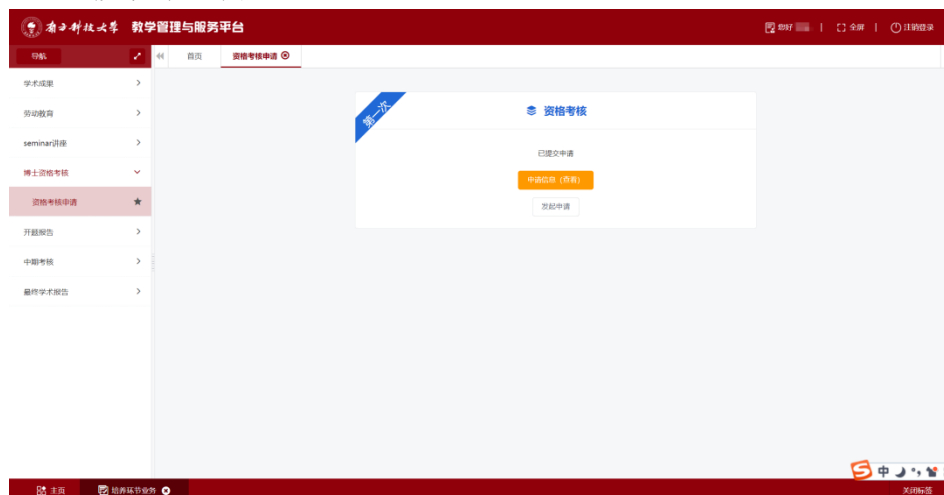 南方科技大学 教学管理与服务平台
您好 | 全屏 | 注销登录
导航
首页 资格考核申请
学术成果
劳动教育
seminar讲座
博士资格考核
资格考核申请
开题报告
中期考核
最终学术报告
第一次
资格考核
已提交申请
申请信息(查看)
发起申请
中
主页 培养环节业务 关闭标签